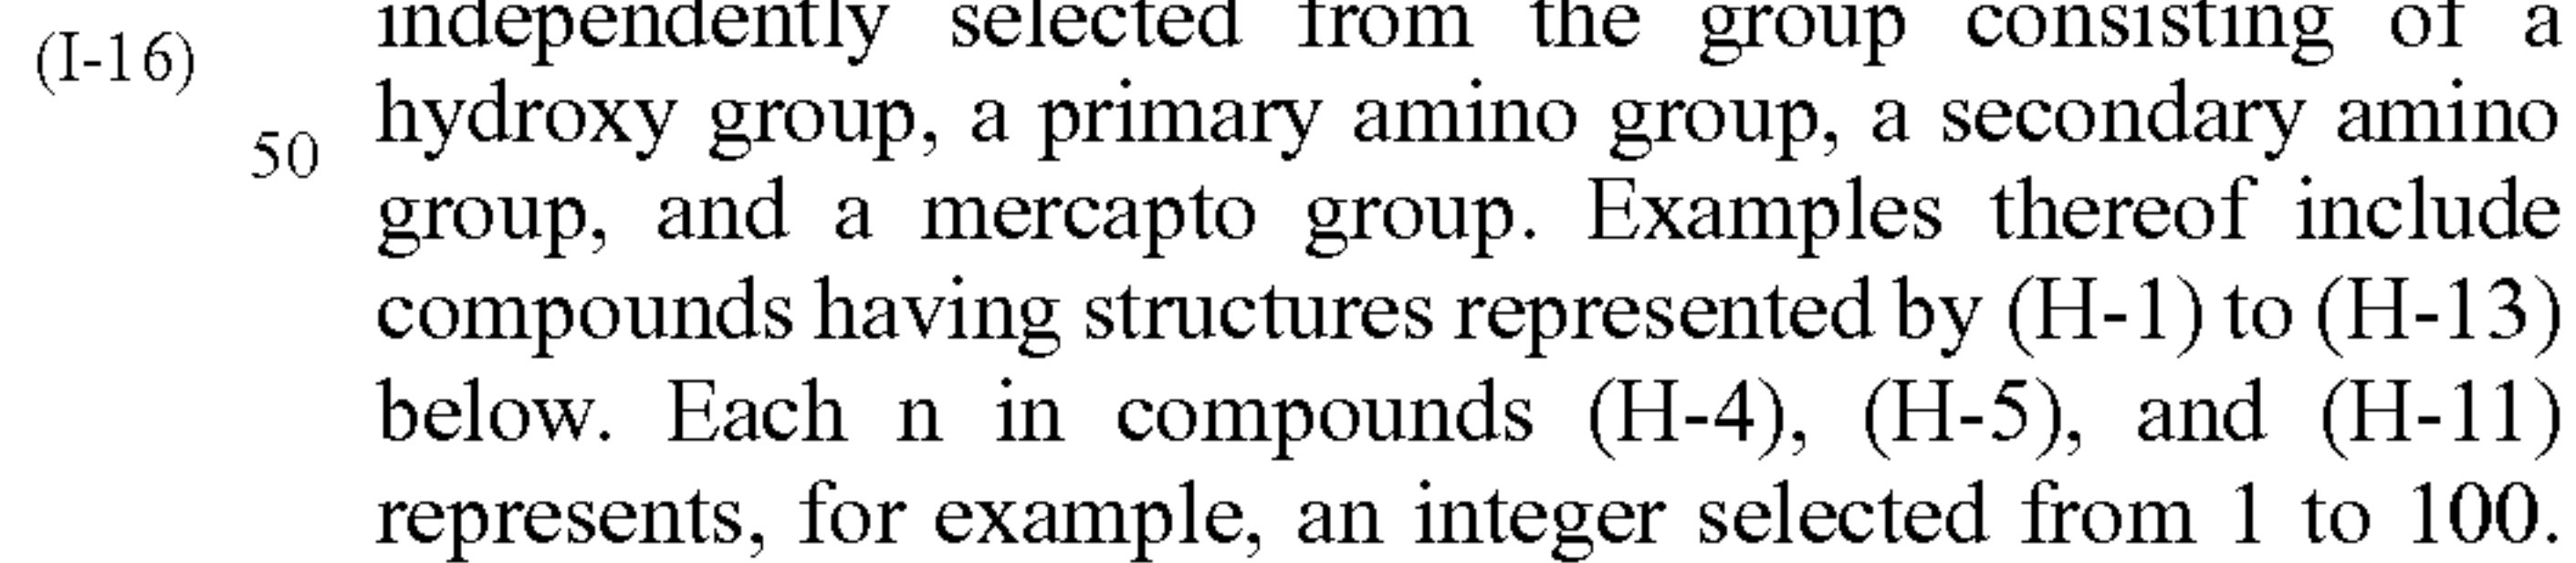 (I-16)
50
independently selected from the group consisting of a
hydroxy group, a primary amino group, a secondary amino
group, and a mercapto group. Examples thereof include
compounds having structures represented by (H-1) to (H-13)
below. Each n in compounds (H-4), (H-5), and (H-11)
represents, for example, an integer selected from 1 to 100.